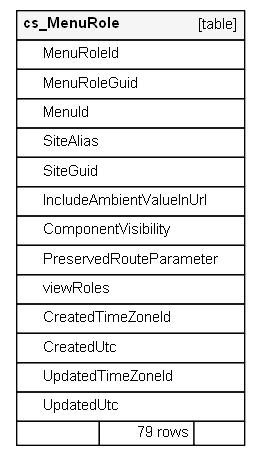 cs_MenuRole [table]
MenuRoleId
MenuRoleGuid
MenuId
SiteAlias
SiteGuid
IncludeAmbientValueInUrl
ComponentVisibility
PreservedRouteParameter
viewRoles
CreatedTimeZoneId
CreatedUtc
UpdatedTimeZoneId
UpdatedUtc
79 rows